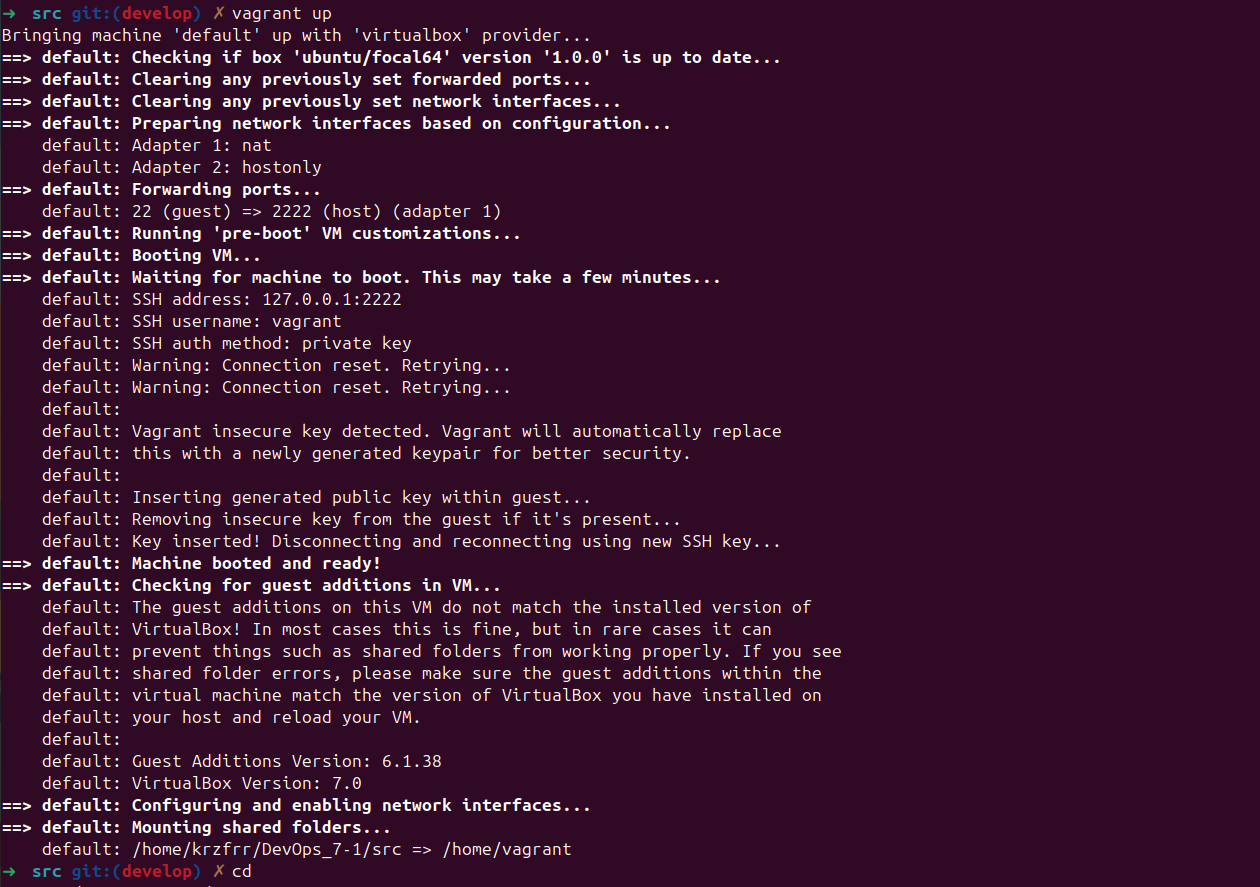 ➜  src git:(develop) ✗ vagrant up
Bringing machine 'default' up with 'virtualbox' provider...
==> default: Checking if box 'ubuntu/focal64' version '1.0.0' is up to date...
==> default: Clearing any previously set forwarded ports...
==> default: Clearing any previously set network interfaces...
==> default: Preparing network interfaces based on configuration...
    default: Adapter 1: nat
    default: Adapter 2: hostonly
==> default: Forwarding ports...
    default: 22 (guest) => 2222 (host) (adapter 1)
==> default: Running 'pre-boot' VM customizations...
==> default: Booting VM...
==> default: Waiting for machine to boot. This may take a few minutes...
    default: SSH address: 127.0.0.1:2222
    default: SSH username: vagrant
    default: SSH auth method: private key
    default: Warning: Connection reset. Retrying...
    default: Warning: Connection reset. Retrying...
    default:
    default: Vagrant insecure key detected. Vagrant will automatically replace
    default: this with a newly generated keypair for better security.
    default:
    default: Inserting generated public key within guest...
    default: Removing insecure key from the guest if it's present...
    default: Key inserted! Disconnecting and reconnecting using new SSH key...
==> default: Machine booted and ready!
==> default: Checking for guest additions in VM...
    default: The guest additions on this VM do not match the installed version of
    default: VirtualBox! In most cases this is fine, but in rare cases it can
    default: prevent things such as shared folders from working properly. If you see
    default: shared folder errors, please make sure the guest additions within the
    default: virtual machine match the version of VirtualBox you have installed on
    default: your host and reload your VM.
    default:
    default: Guest Additions Version: 6.1.38
    default: VirtualBox Version: 7.0
==> default: Configuring and enabling network interfaces...
==> default: Mounting shared folders...
    default: /home/krzfrr/DevOps_7-1/src => /home/vagrant
➜  src git:(develop) ✗ cd